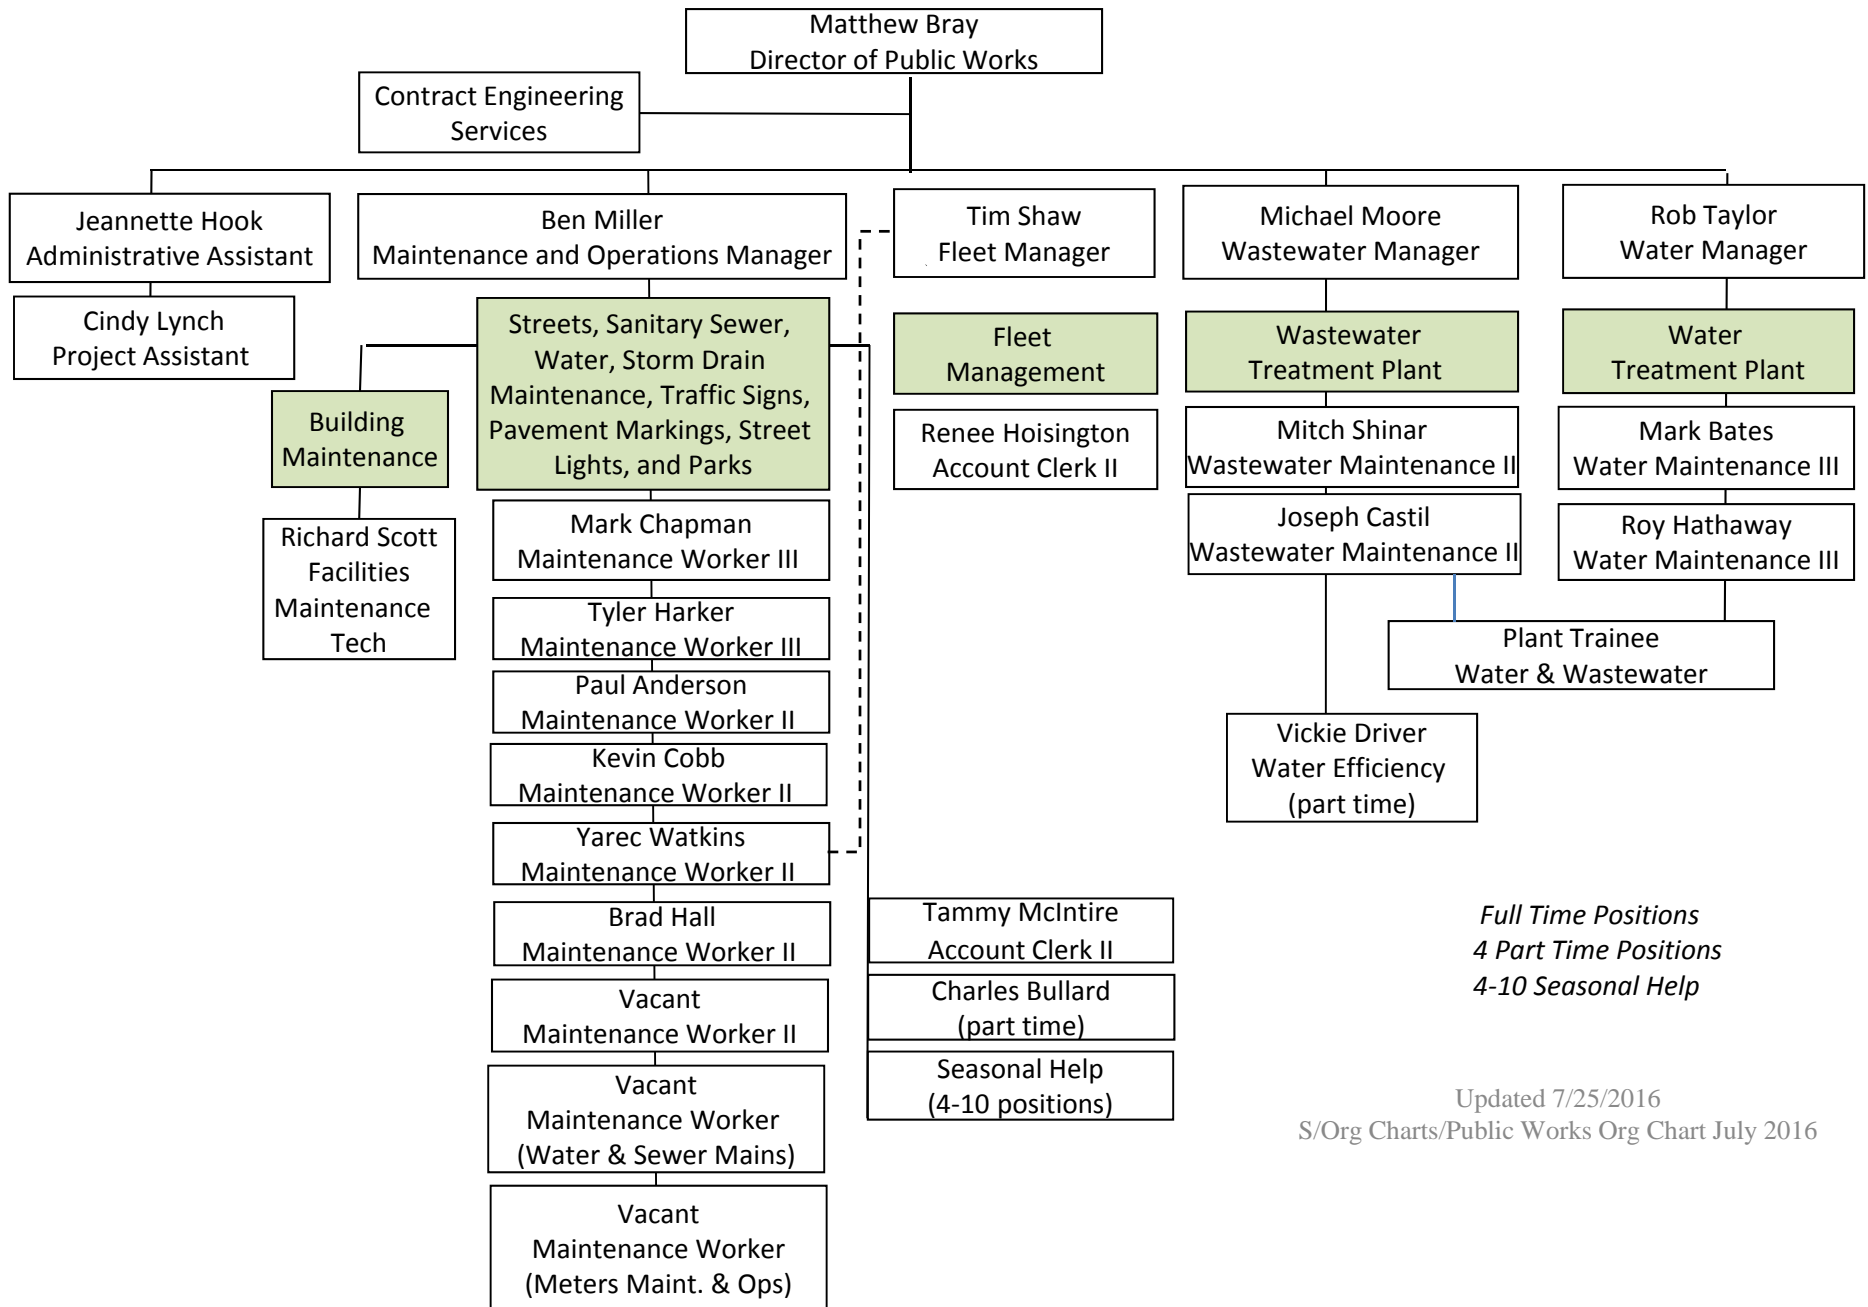 Matthew Bray
Director of Public Works
Contract Engineering
Services
Jeannette Hook
Administrative Assistant
Cindy Lynch
Project Assistant
Ben Miller
Maintenance and Operations Manager
Streets, Sanitary Sewer,
Water, Storm Drain
Maintenance, Traffic Signs,
Pavement Markings, Street
Lights, and Parks
Building
Maintenance
Richard Scott
Facilities
Maintenance
Tech
Mark Chapman
Maintenance Worker III
Tyler Harker
Maintenance Worker III
Paul Anderson
Maintenance Worker II
Kevin Cobb
Maintenance Worker II
Yarec Watkins
Maintenance Worker II
Brad Hall
Maintenance Worker II
Vacant
Maintenance Worker II
Vacant
Maintenance Worker
(Water & Sewer Mains)
Vacant
Maintenance Worker
(Meters Maint. & Ops)
Tammy McIntire
Account Clerk II
Charles Bullard
(part time)
Seasonal Help
(4-10 positions)
Tim Shaw
Fleet Manager
Fleet
Management
Renee Hoisington
Account Clerk II
Michael Moore
Wastewater Manager
Wastewater
Treatment Plant
Mitch Shinar
Wastewater Maintenance II
Joseph Castil
Wastewater Maintenance II
Rob Taylor
Water Manager
Water
Treatment Plant
Mark Bates
Water Maintenance III
Roy Hathaway
Water Maintenance III
Plant Trainee
Water & Wastewater
Vickie Driver
Water Efficiency
(part time)
Full Time Positions
4 Part Time Positions
4-10 Seasonal Help
Updated 7/25/2016
S/Org Charts/Public Works Org Chart July 2016